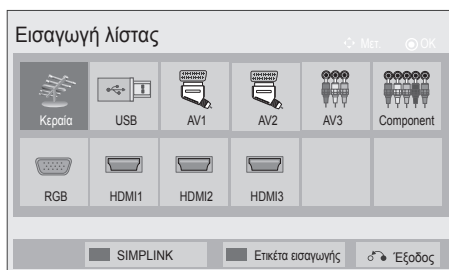 Εισαγωγή λίστας
Μετ. OK
Κεραία USB AV1 AV2 AV3 Component
RGB HDMI1 HDMI2 HDMI3
SIMPLINK Ετικέτα εισαγωγής Έξοδος